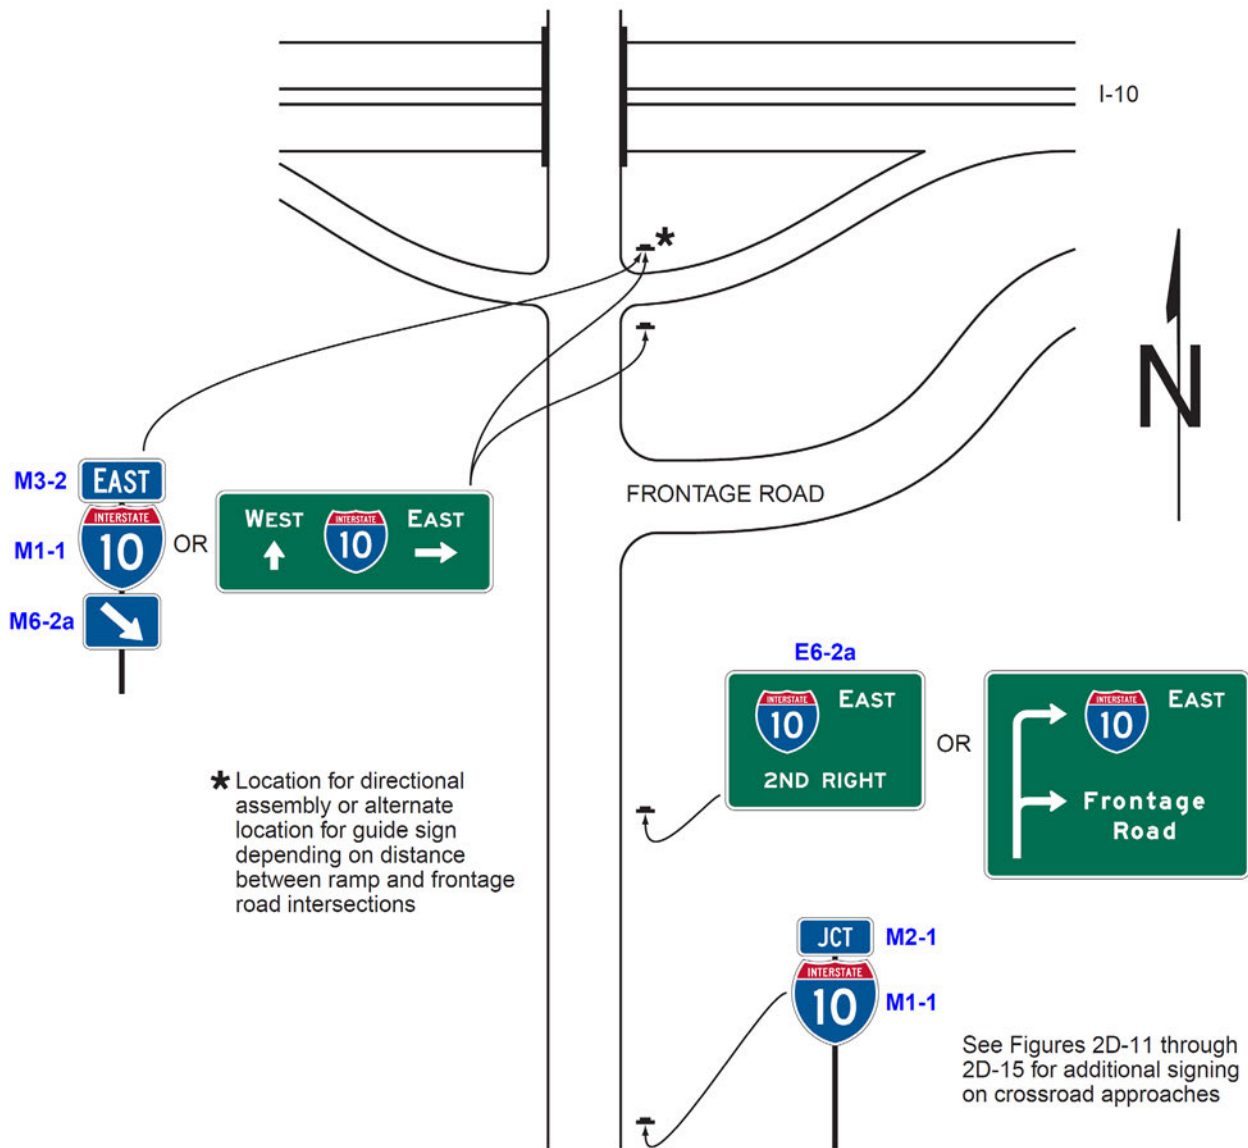 I-10
*
N
FRONTAGE ROAD
M3-2
EAST
M1-1
INTERSTATE
10
M6-2a
OR
WEST
INTERSTATE
10
EAST
E6-2a
INTERSTATE
10
EAST
2ND RIGHT
OR
INTERSTATE
10
EAST
Frontage
Road
* Location for directional
assembly or alternate
location for guide sign
depending on distance
between ramp and frontage
road intersections
JCT
M2-1
INTERSTATE
10
M1-1
See Figures 2D-11 through
2D-15 for additional signing
on crossroad approaches